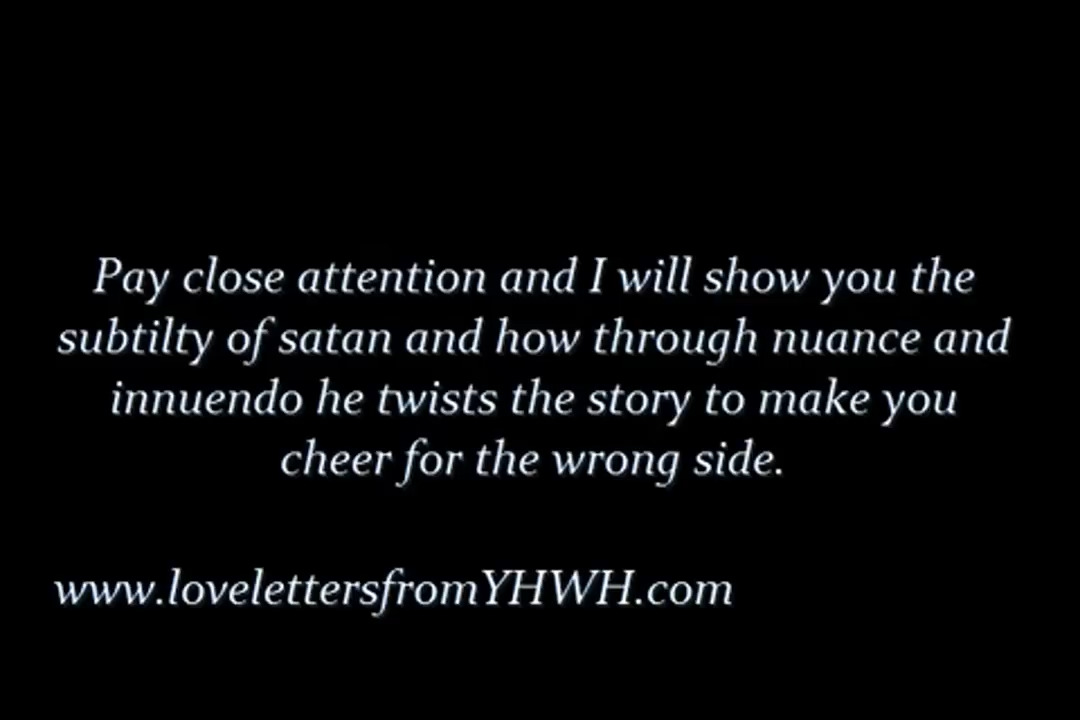 Pay close attention and I will show you the
subtilty of satan and how through nuance and
innuendo he twists the story to make you
cheer for the wrong side.
www.lovelettersfromYHWH.com